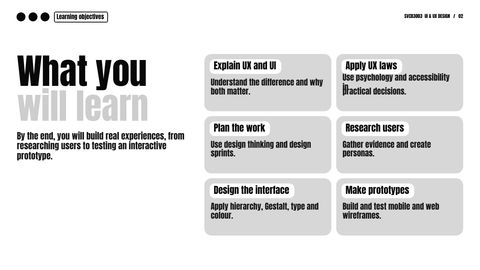 Learning objectives
SVCD3003 UI & UX DESIGN / 02
What you
will learn
By the end, you will build real experiences, from
researching users to testing an interactive
prototype.
Explain UX and UI
Understand the difference and why
both matter.
Apply UX laws
Use psychology and accessibility
in
practical decisions.
Plan the work
Use design thinking and design
sprints.
Research users
Gather evidence and create
personas.
Design the interface
Apply hierarchy, Gestalt, type and
colour.
Make prototypes
Build and test mobile and web
wireframes.